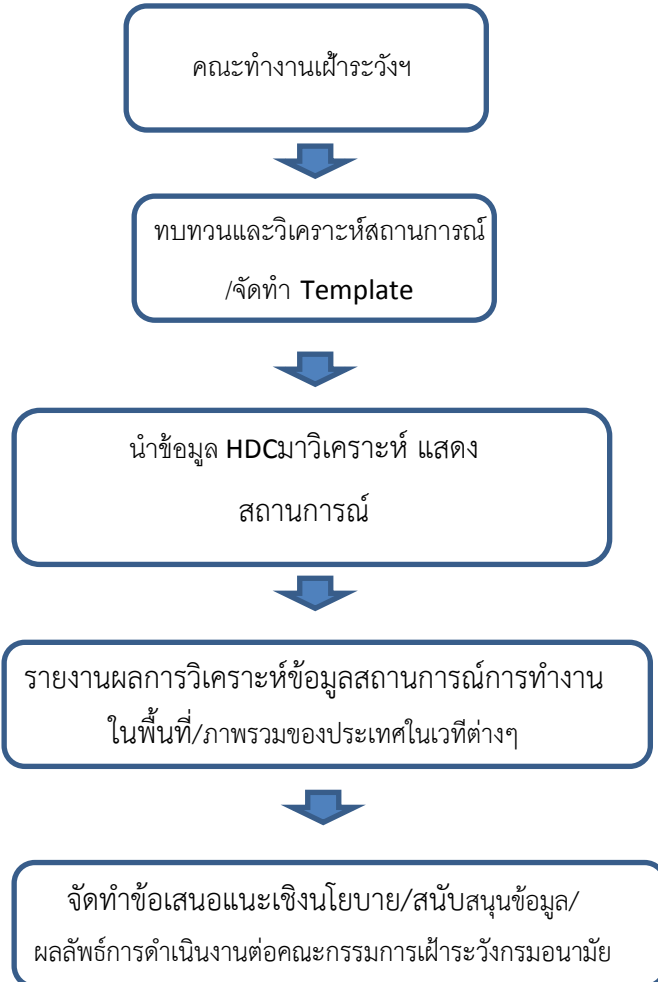 คณะทำงานเฝ้าระวังฯ
ทบทวนและวิเคราะห์สถานการณ์
/จัดทำ Template
นำข้อมูล HDCมาวิเคราะห์ แสดง
สถานการณ์
รายงานผลการวิเคราะห์ข้อมูลสถานการณ์การทำงาน
ในพื้นที่/ภาพรวมของประเทศในเวทีต่างๆ
จัดทำข้อเสนอแนะเชิงนโยบาย/สนับสนุนข้อมูล/
ผลลัพธ์การดำเนินงานต่อคณะกรรมการเฝ้าระวังกรมอนามัย